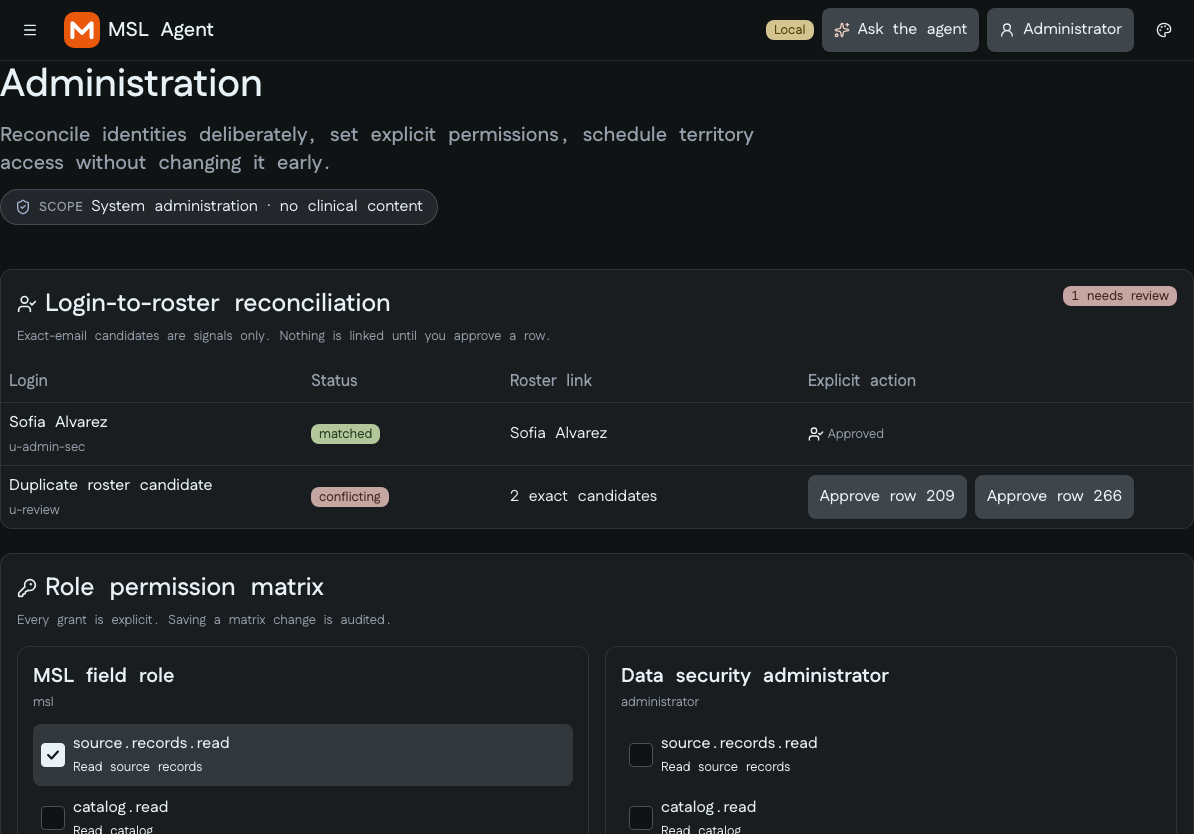 MSL Agent
Local
Ask the agent
Administrator
Administration
Reconcile identities deliberately, set explicit permissions, schedule territory
access without changing it early.
SCOPE System administration · no clinical content
Login-to-roster reconciliation
1 needs review
Exact-email candidates are signals only. Nothing is linked until you approve a row.
Login Status Roster link Explicit action
Sofia Alvarez
u-admin-sec
matched
Sofia Alvarez
Approved
Duplicate roster candidate
u-review
conflicting
2 exact candidates
Approve row 209
Approve row 266
Role permission matrix
Every grant is explicit. Saving a matrix change is audited.
MSL field role
msl
source.records.read
Read source records
catalog.read
Read catalog
Data security administrator
administrator
source.records.read
Read source records
catalog.read
Read catalog